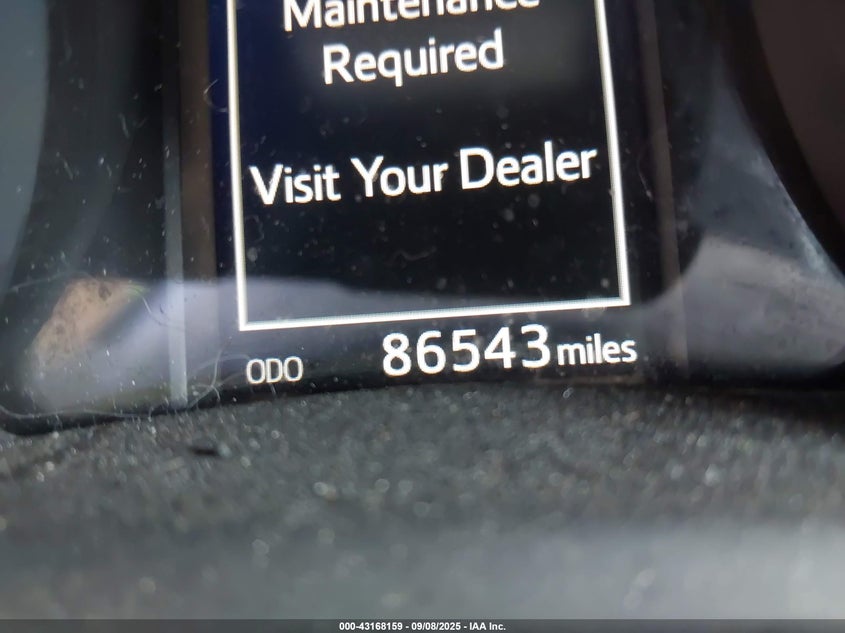 Maintenance
Required
Visit Your Dealer
ODO 86543 miles
000-43168159 - 09/08/2025 - IAA Inc.